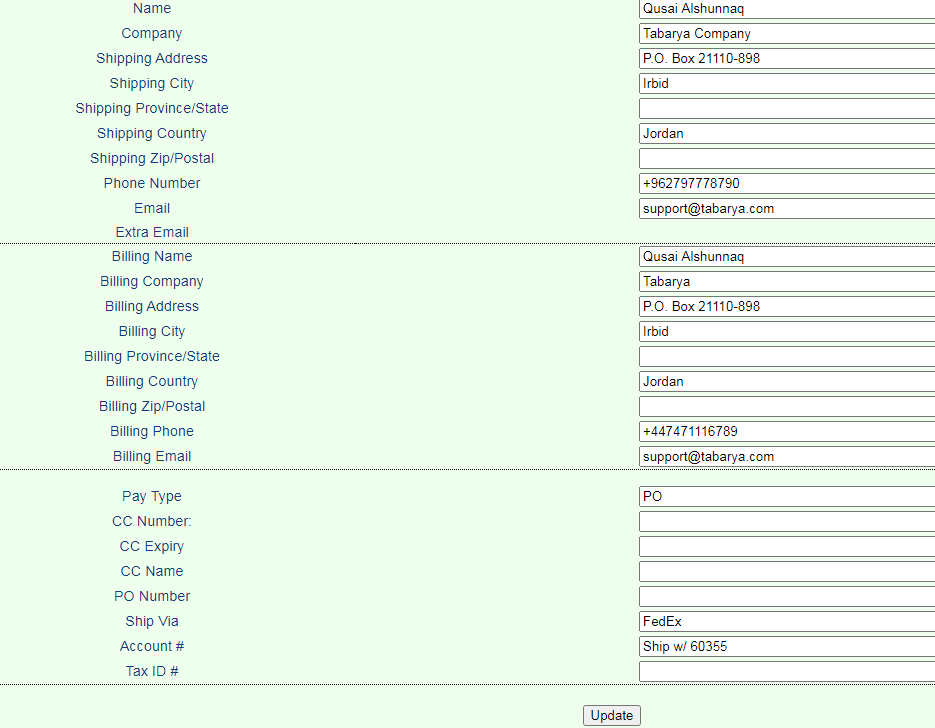 Name Qusai Alshunnaq
Company Tabarya Company
Shipping Address P.O. Box 21110-898
Shipping City Irbid
Shipping Province/State
Shipping Country Jordan
Shipping Zip/Postal
Phone Number +962797778790
Email support@tabarya.com
Extra Email
Billing Name Qusai Alshunnaq
Billing Company Tabarya
Billing Address P.O. Box 21110-898
Billing City Irbid
Billing Province/State
Billing Country Jordan
Billing Zip/Postal
Billing Phone +447471116789
Billing Email support@tabarya.com
Pay Type PO
CC Number:
CC Expiry
CC Name
PO Number
Ship Via FedEx
Account # Ship w/ 60355
Tax ID #
Update